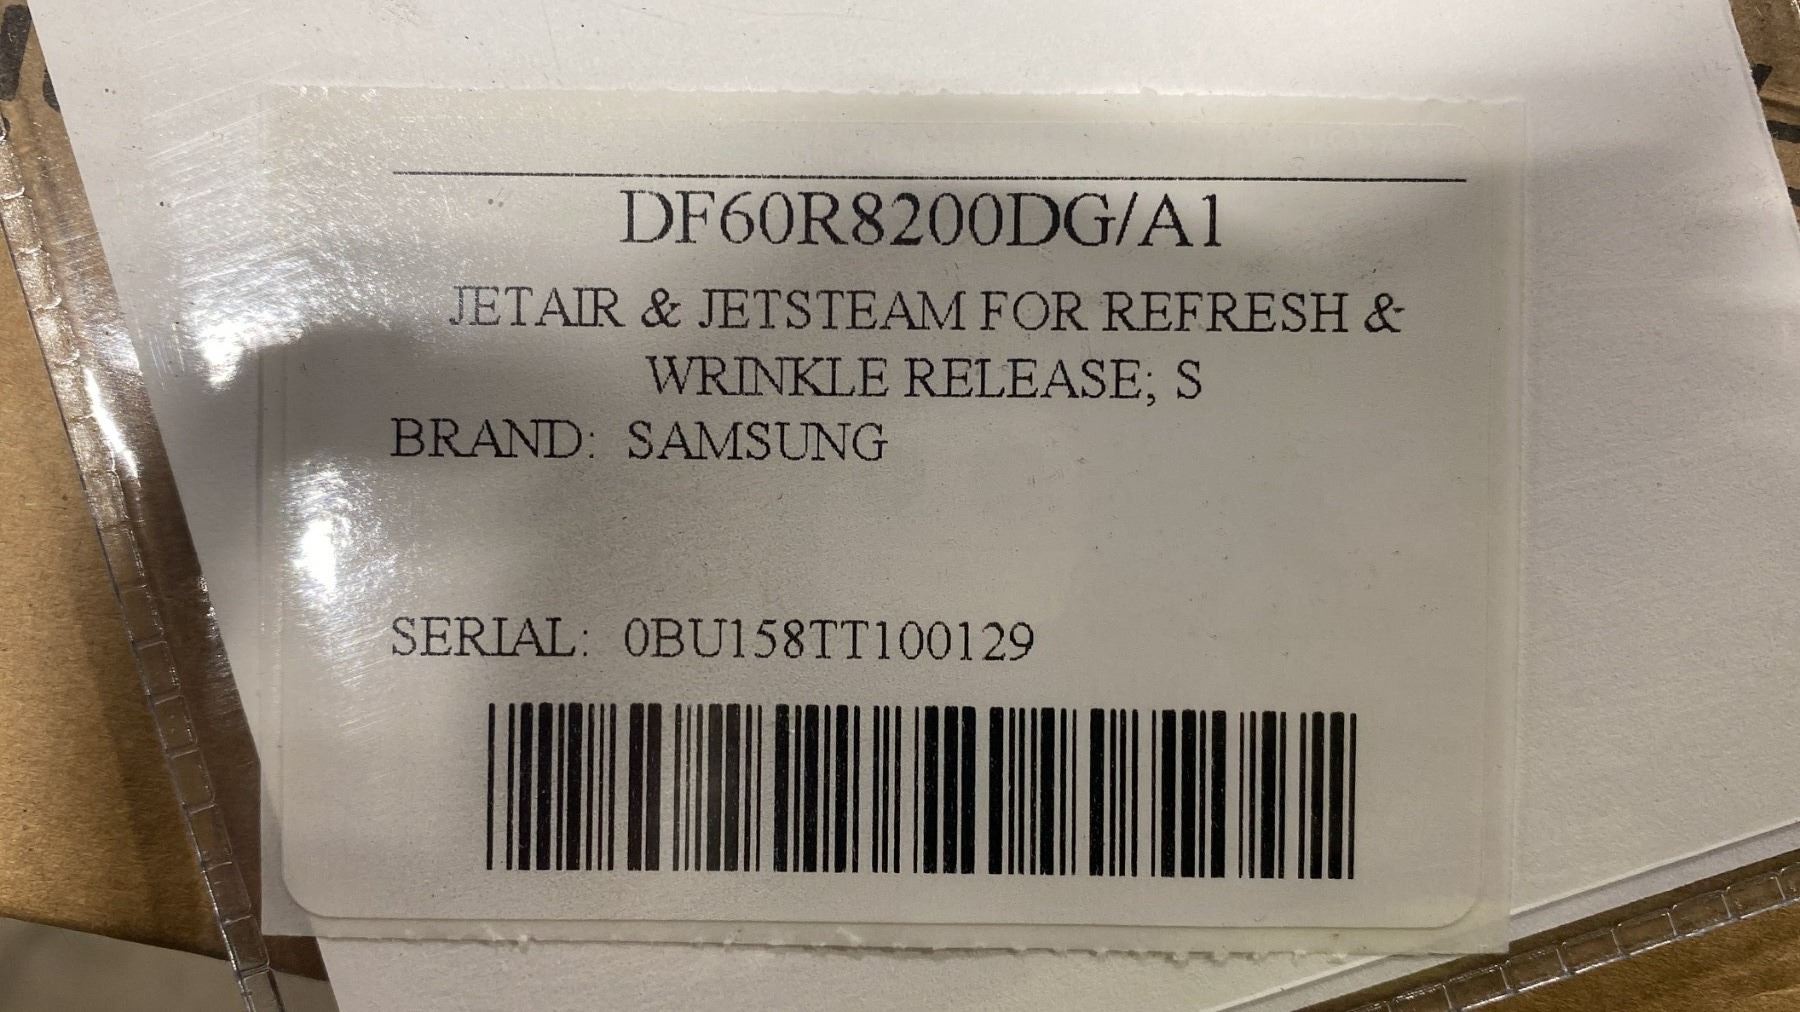 DF60R8200DG/A1
JETAIR & JETSTEAM FOR REFRESH &
WRINKLE RELEASE; S
BRAND: SAMSUNG
SERIAL: 0BU158TT100129